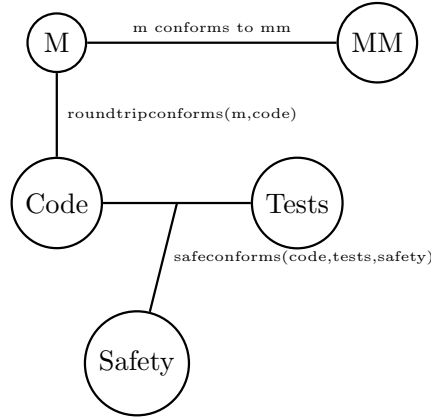 M
m conforms to mm
MM
roundtripconforms(m,code)
Code
Tests
safeconforms(code,tests,safety)
Safety